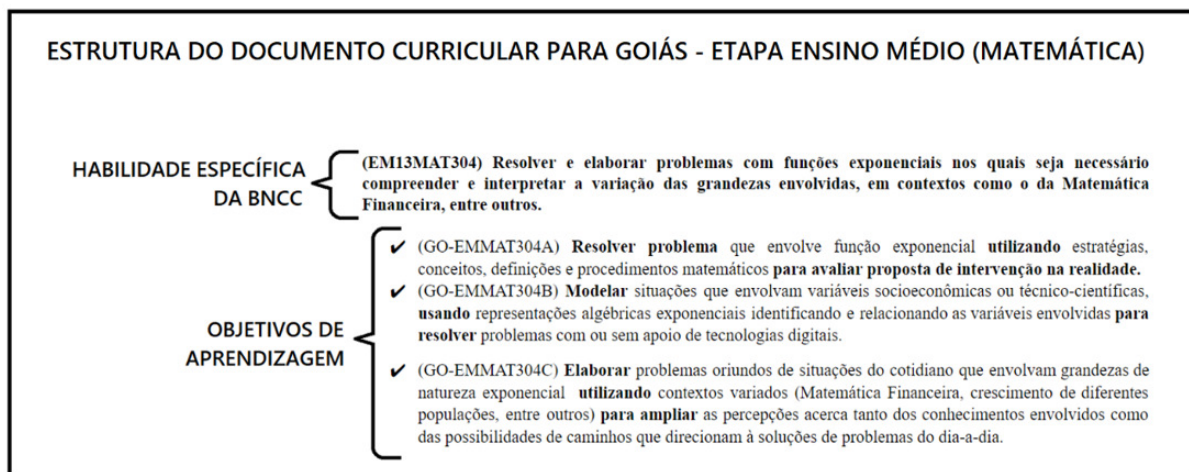 ESTRUTURA DO DOCUMENTO CURRICULAR PARA GOIÁS - ETAPA ENSINO MÉDIO (MATEMÁTICA)
HABILIDADE ESPECÍFICA
DA BNCC
(EM13MAT304) Resolver e elaborar problemas com funções exponenciais nos quais seja necessário
compreender e interpretar a variação das grandezas envolvidas, em contextos como o da Matemática
Financeira, entre outros.
OBJETIVOS DE
APRENDIZAGEM
✔ (GO-EMMAT304A) Resolver problema que envolve função exponencial utilizando estratégias,
conceitos, definições e procedimentos matemáticos para avaliar proposta de intervenção na realidade.
✔ (GO-EMMAT304B) Modelar situações que envolvam variáveis socioeconômicas ou técnico-científicas,
usando representações algébricas exponenciais identificando e relacionando as variáveis envolvidas para
resolver problemas com ou sem apoio de tecnologias digitais.
✔ (GO-EMMAT304C) Elaborar problemas oriundos de situações do cotidiano que envolvam grandezas de
natureza exponencial utilizando contextos variados (Matemática Financeira, crescimento de diferentes
populações, entre outros) para ampliar as percepções acerca tanto dos conhecimentos envolvidos como
das possibilidades de caminhos que direcionam à soluções de problemas do dia-a-dia.